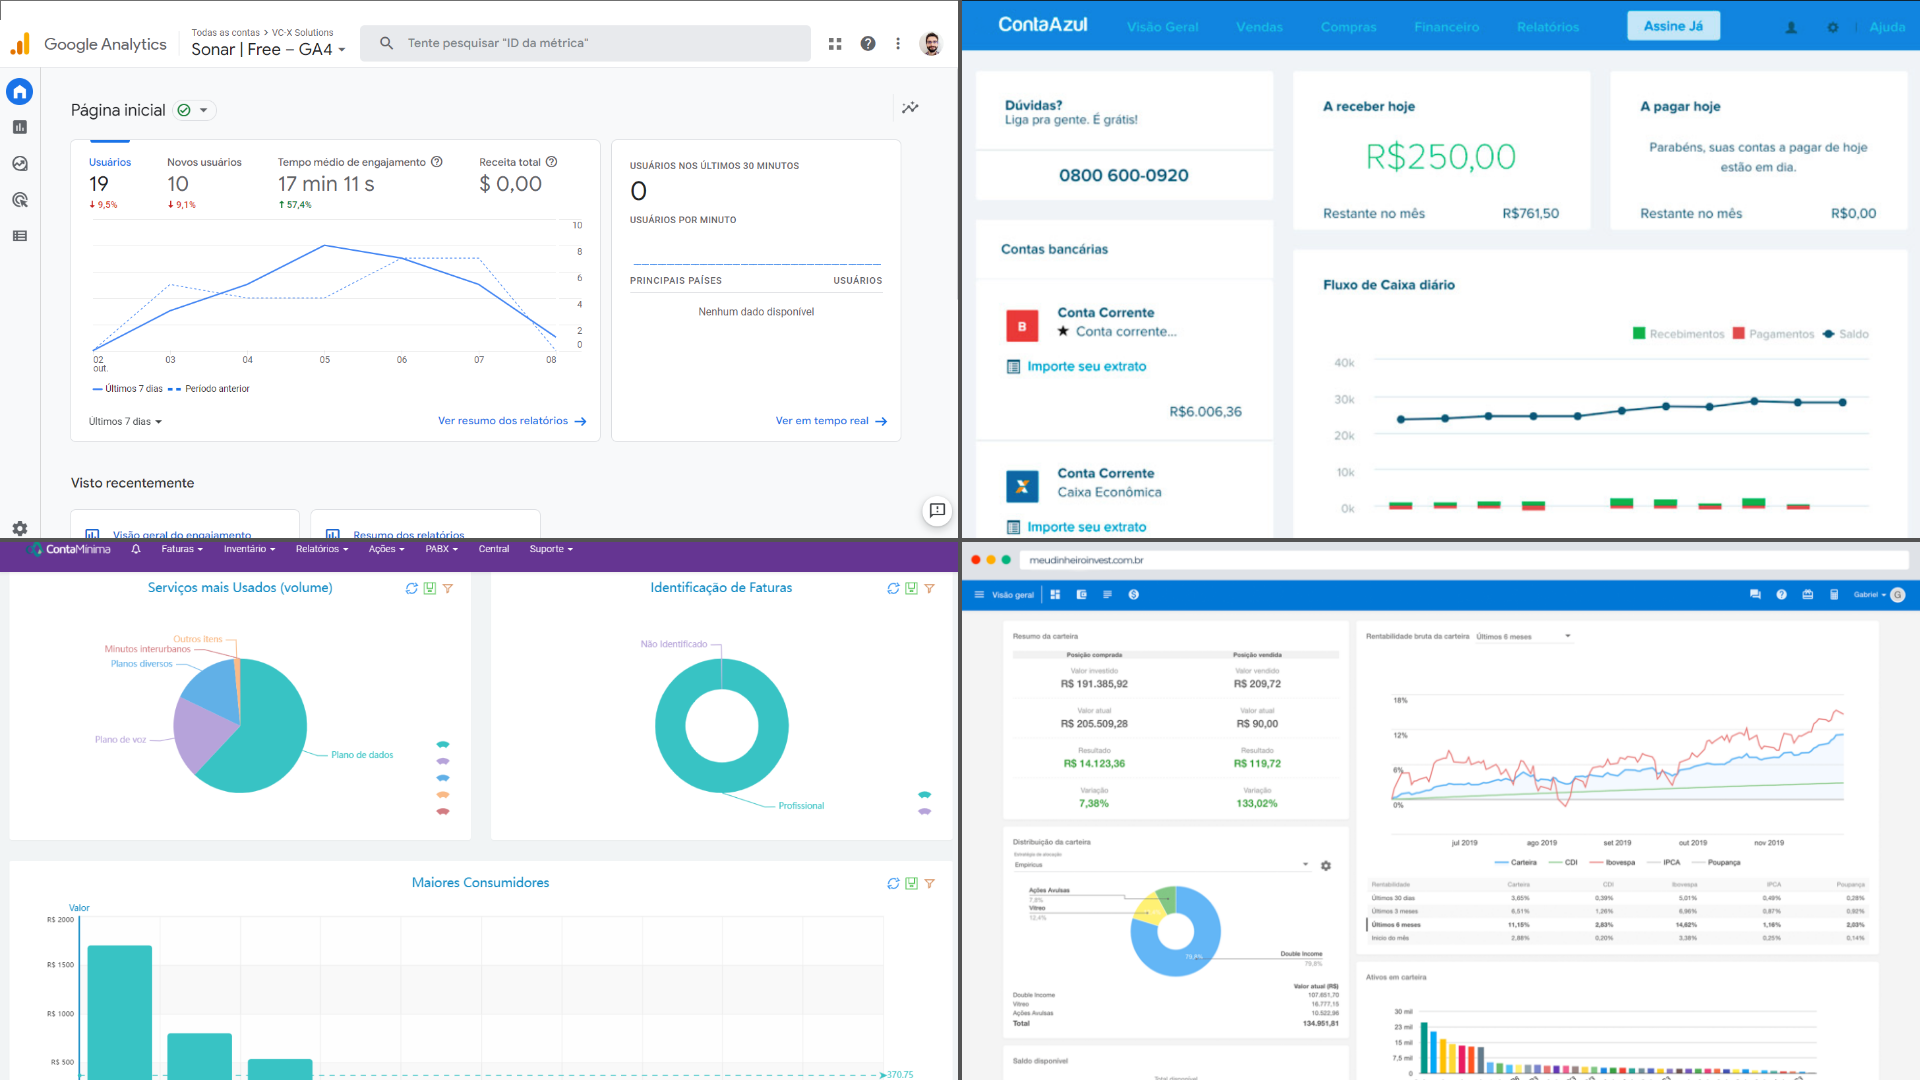 Google Analytics
Todas as contas > VC-X Solutions
Sonar | Free – GA4
Tente pesquisar "ID da métrica"
Página inicial
Usuários
19
9,5%
Novos usuários
10
9,1%
Tempo médio de engajamento
17 min 11 s
57,4%
Receita total
$ 0,00
10
8
6
4
2
0
02
out.
03
04
05
06
07
08
Últimos 7 dias
Período anterior
Últimos 7 dias
Ver resumo dos relatórios
USUÁRIOS NOS ÚLTIMOS 30 MINUTOS
0
USUÁRIOS POR MINUTO
PRINCIPAIS PAÍSES USUÁRIOS
Nenhum dado disponível
Ver em tempo real
Visto recentemente
Visão geral do engajamento
Resumo dos relatórios
ContaAzul
Visão Geral
Vendas
Compras
Financeiro
Relatórios
Assine Já
Ajuda
Dúvidas?
Liga pra gente. É grátis!
0800 600-0920
A receber hoje
R$250,00
Restante no mês R$761,50
A pagar hoje
Parabéns, suas contas a pagar de hoje
estão em dia.
Restante no mês R$0,00
Contas bancárias
B
Conta Corrente
Conta corrente...
Importe seu extrato
R$6.006,36
X
Conta Corrente
Caixa Econômica
Importe seu extrato
Fluxo de Caixa diário
Recebimentos Pagamentos Saldo
40k
30k
20k
10k
0k
ContaMínima
Faturas
Inventário
Relatórios
Ações
PABX
Central
Suporte
Serviços mais Usados (volume)
Outros Itens
Minutos interurbanos
Planos diversos
Plano de voz
Plano de dados
Identificação de Faturas
Não identificado
Profissional
Maiores Consumidores
Valor
R$ 2000
R$ 1500
R$ 1000
R$ 500
370.75
meudinheiroinvest.com.br
Visão geral
Gabriel
G
Resumo da carteira
Posição comprada Posição vendida
Valor investido Valor vendido
R$ 191.385,92 R$ 209,72
Valor atual Valor atual
R$ 205.509,28 R$ 90,00
Resultado Resultado
R$ 14.123,36 R$ 119,72
Variação Variação
7,38% 133,02%
Distribuição da carteira
Estratégia de alocação
Empiricus
Ações Avulsas
7,8%
Vitreo
12,4%
79,8%
Double Income
79,8%
Valor atual (R$)
Double Income 107.651,70
Vitreo 16.777,15
Ações Avulsas 10.522,96
Total 134.951,81
Saldo disponível
Rentabilidade bruta da carteira Últimos 6 meses
18%
12%
6%
0%
jul 2019 ago 2019 set 2019 out 2019 nov 2019
Carteira CDI Ibovespa IPCA Poupança
Rentabilidade Carteira CDI Ibovespa IPCA Poupança
Últimos 30 dias 3,65% 0,39% 5,01% 0,49% 0,28%
Últimos 3 meses 6,51% 1,26% 6,96% 0,87% 0,92%
Últimos 6 meses 11,15% 2,83% 14,62% 1,16% 2,03%
Início do mês 2,88% 0,20% 3,38% 0,25% 0,14%
Ativos em carteira
30 mil
23 mil
15 mil
7,5 mil
0